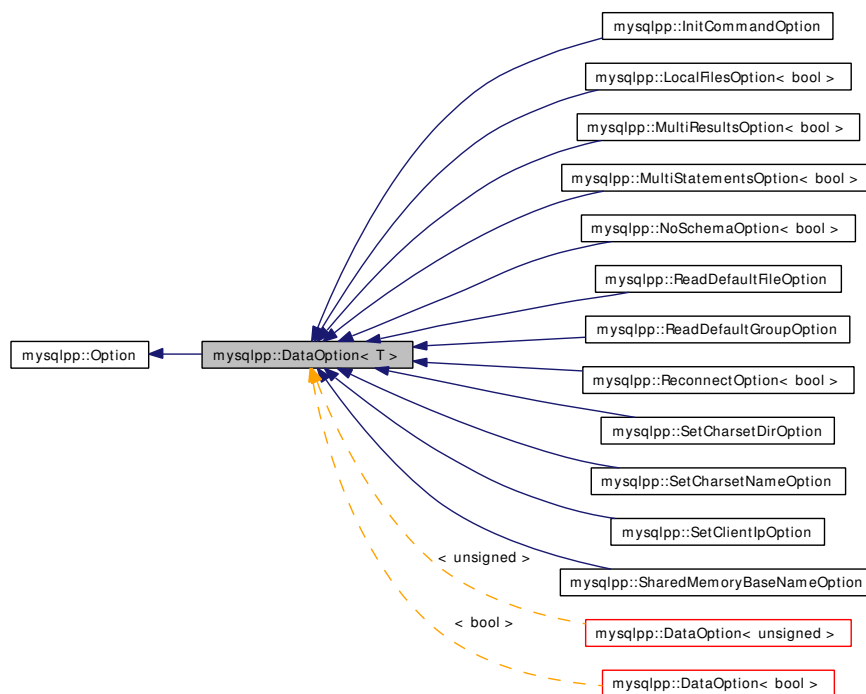 mysqlpp::InitCommandOption
mysqlpp::LocalFilesOption< bool >
mysqlpp::MultiResultsOption< bool >
mysqlpp::MultiStatementsOption< bool >
mysqlpp::NoSchemaOption< bool >
mysqlpp::ReadDefaultFileOption
mysqlpp::ReadDefaultGroupOption
mysqlpp::Option
mysqlpp::DataOption< T >
mysqlpp::ReconnectOption< bool >
mysqlpp::SetCharsetDirOption
mysqlpp::SetCharsetNameOption
mysqlpp::SetClientIpOption
< unsigned >
mysqlpp::SharedMemoryBaseNameOption
< bool >
mysqlpp::DataOption< unsigned >
mysqlpp::DataOption< bool >